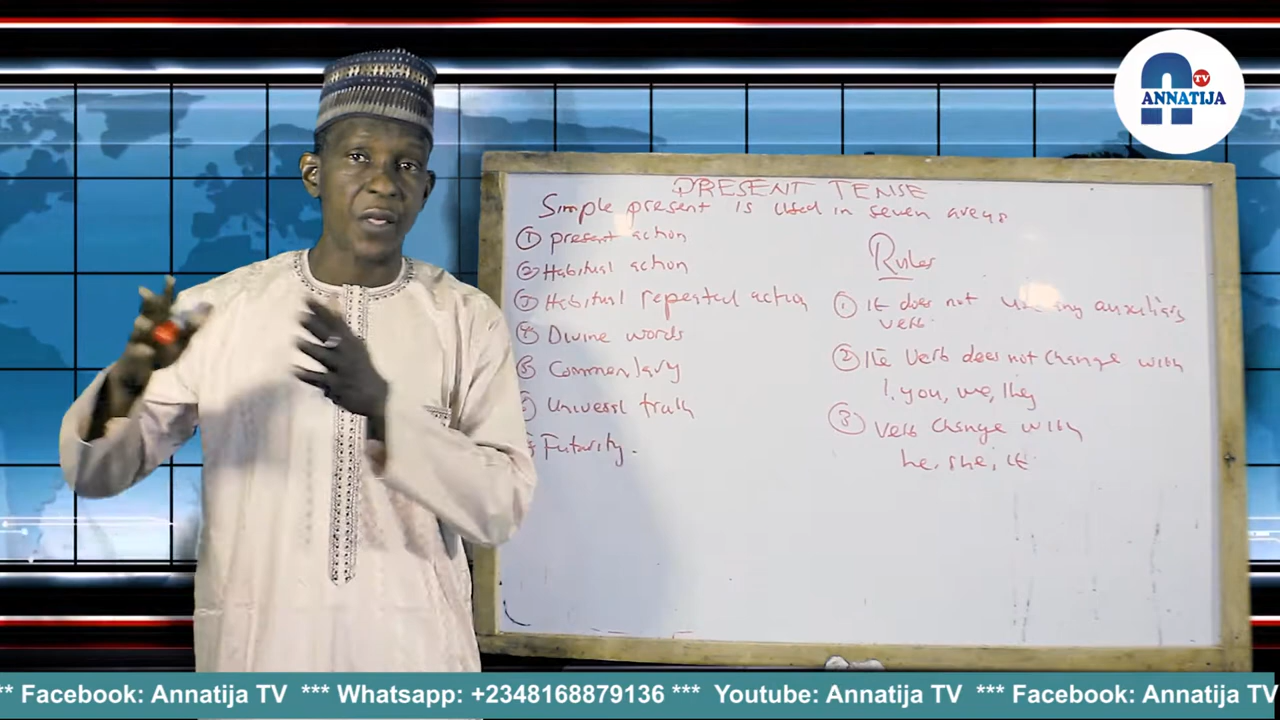 TV
ANNATIJA
PRESENT TENSE
Simple present is used in seven areas
① present action
② Habitual action
③ Habitual repeated action
④ Divine words
⑤ Commentary
Universl truth
Futurity.
Rules
① It does not use any auxiliary
verb.
② The Verb does not change with
I, you, we, they
③ Verb change with
he, she, it
** Facebook: Annatija TV *** Whatsapp: +2348168879136 *** Youtube: Annatija TV *** Facebook: Annatija TV